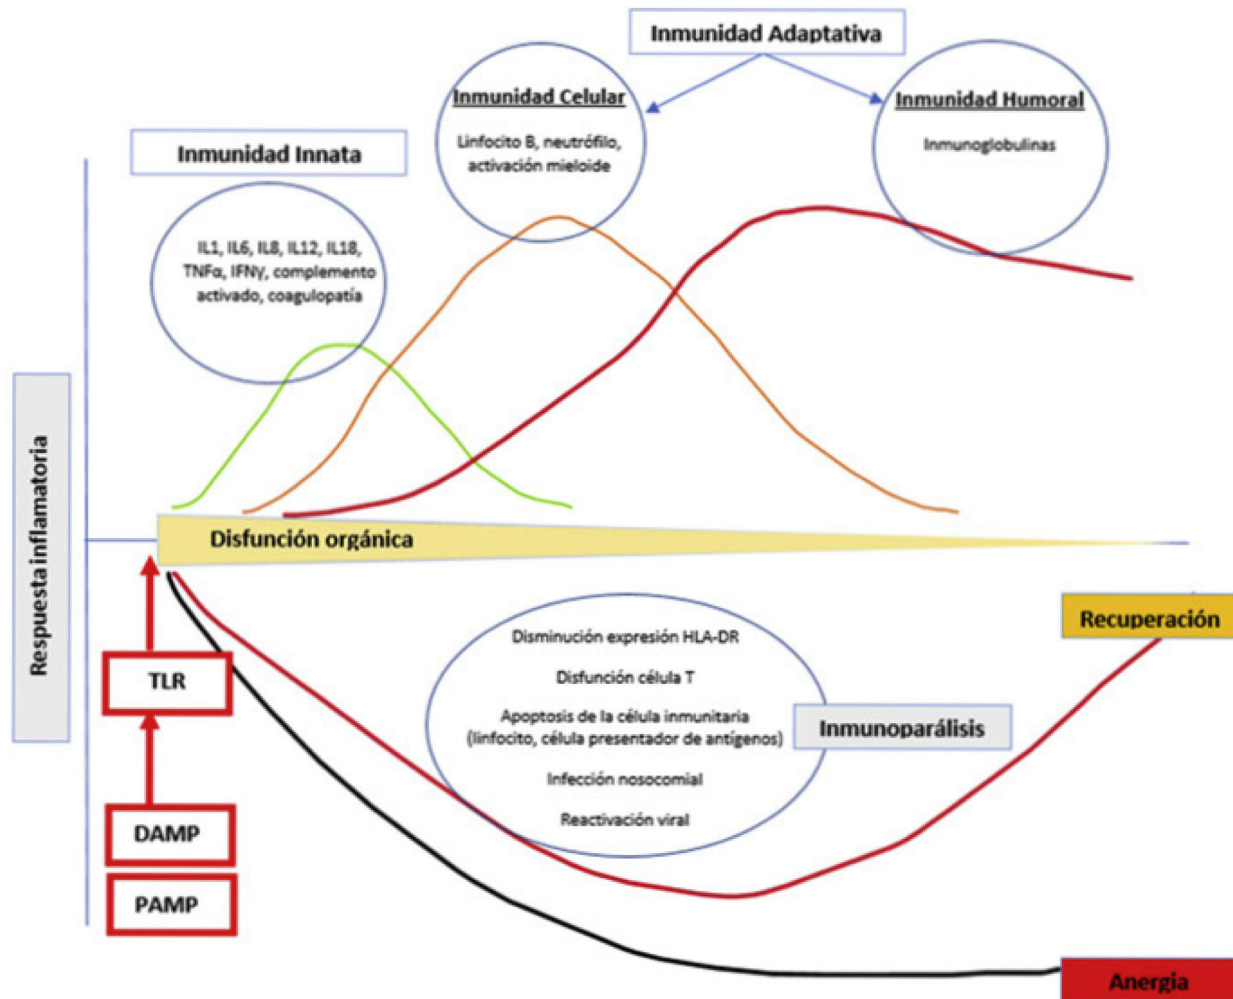 Inmunidad Adaptativa
Inmunidad Celular
Linfocito B, neutrófilo,
activación mieloide
Inmunidad Humoral
Inmunoglobulinas
Inmunidad Innata
IL1, IL6, IL8, IL12, IL18,
TNFα, IFNγ, complemento
activado, coagulopatía
Respuesta inflamatoria
Disfunción orgánica
TLR
DAMP
PAMP
Disminución expresión HLA-DR
Disfunción célula T
Apoptosis de la célula inmunitaria
(linfocito, célula presentador de antígenos)
Infección nosocomial
Reactivación viral
Inmunoparálisis
Recuperación
Anergia